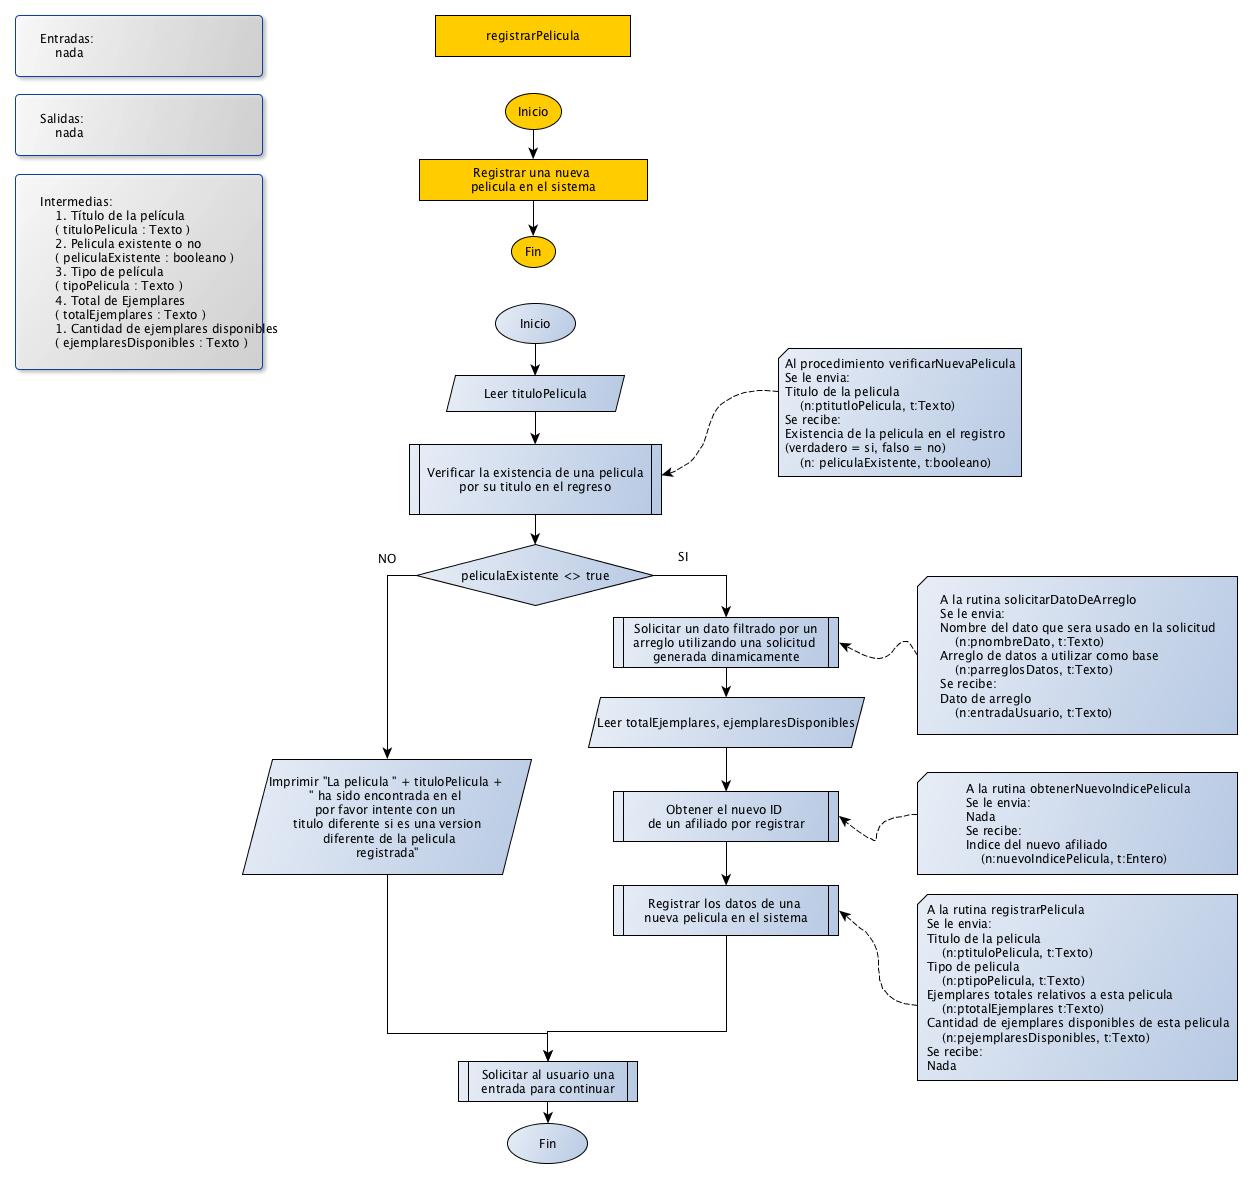 Entradas:
nada
Salidas:
nada
Intermedias:
1. Título de la película
( tituloPelicula : Texto )
2. Pelicula existente o no
( peliculaExistente : booleano )
3. Tipo de película
( tipoPelicula : Texto )
4. Total de Ejemplares
( totalEjemplares : Texto )
1. Cantidad de ejemplares disponibles
( ejemplaresDisponibles : Texto )
registrarPelicula
Inicio
Registrar una nueva
pelicula en el sistema
Fin
Inicio
Leer tituloPelicula
Al procedimiento verificarNuevaPelicula
Se le envia:
Titulo de la pelicula
(n:ptitutloPelicula, t:Texto)
Se recibe:
Existencia de la pelicula en el registro
(verdadero = si, falso = no)
(n: peliculaExistente, t:booleano)
Verificar la existencia de una pelicula
por su titulo en el regreso
NO
SI
peliculaExistente <> true
Solicitar un dato filtrado por un
arreglo utilizando una solicitud
generada dinamicamente
A la rutina solicitarDatoDeArreglo
Se le envia:
Nombre del dato que sera usado en la solicitud
(n:pnombreDato, t:Texto)
Arreglo de datos a utilizar como base
(n:parreglosDatos, t:Texto)
Se recibe:
Dato de arreglo
(n:entradaUsuario, t:Texto)
Leer totalEjemplares, ejemplaresDisponibles
Imprimir "La pelicula " + tituloPelicula +
" ha sido encontrada en el
por favor intente con un
titulo diferente si es una version
diferente de la pelicula
registrada"
Obtener el nuevo ID
de un afiliado por registrar
A la rutina obtenerNuevoIndicePelicula
Se le envia:
Nada
Se recibe:
Indice del nuevo afiliado
(n:nuevoIndicePelicula, t:Entero)
Registrar los datos de una
nueva pelicula en el sistema
A la rutina registrarPelicula
Se le envia:
Titulo de la pelicula
(n:ptituloPelicula, t:Texto)
Tipo de pelicula
(n:ptipoPelicula, t:Texto)
Ejemplares totales relativos a esta pelicula
(n:ptotalEjemplares t:Texto)
Cantidad de ejemplares disponibles de esta pelicula
(n:pejemplaresDisponibles, t:Texto)
Se recibe:
Nada
Solicitar al usuario una
entrada para continuar
Fin